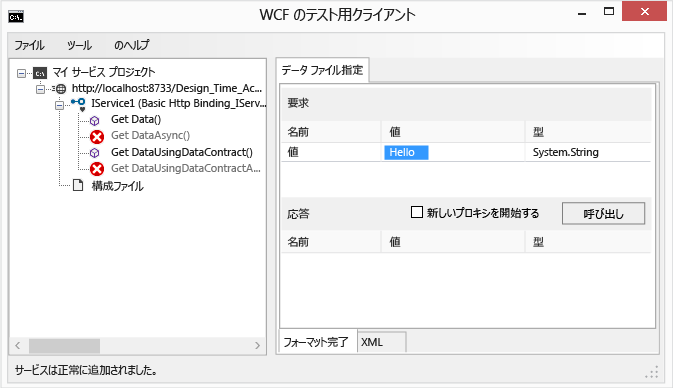 WCF のテスト用クライアント
ファイル ツール のヘルプ
マイ サービス プロジェクト
http://localhost:8733/Design_Time_Ac...
IService1 (Basic Http Binding_IServ...
Get Data()
Get DataAsync()
Get DataUsingDataContract()
Get DataUsingDataContractA...
構成ファイル
データ ファイル指定
要求
名前 値 型
値 Hello System.String
応答 新しいプロキシを開始する 呼び出し
名前 値 型
フォーマット完了 XML
サービスは正常に追加されました。